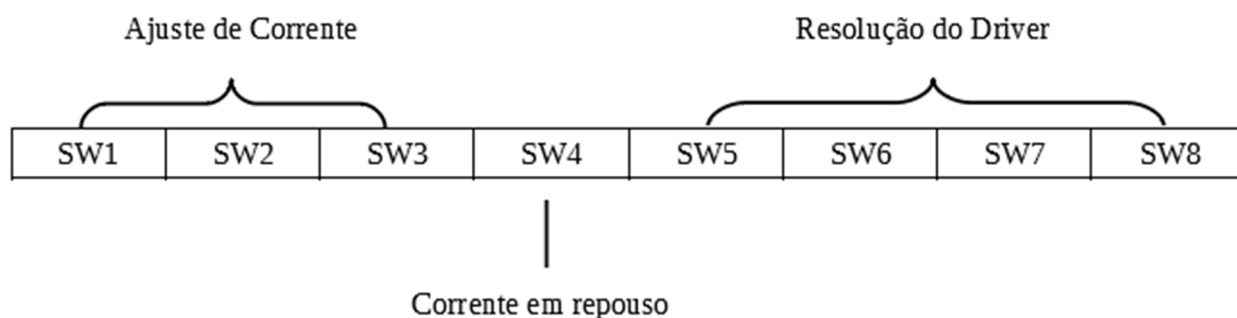 Ajuste de Corrente Resolução do Driver
SW1 SW2 SW3 SW4 SW5 SW6 SW7 SW8
Corrente em repouso